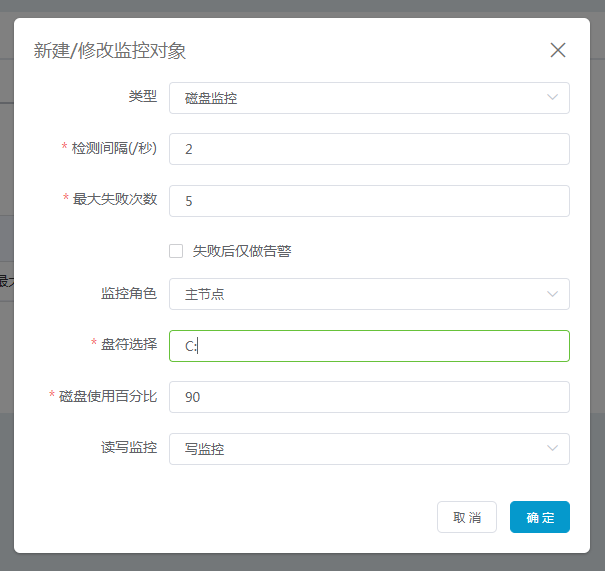 新建/修改监控对象
类型 磁盘监控
* 检测间隔(/秒) 2
* 最大失败次数 5
失败后仅做告警
最大
监控角色 主节点
* 盘符选择 C:
* 磁盘使用百分比 90
读写监控 写监控
取 消 确 定